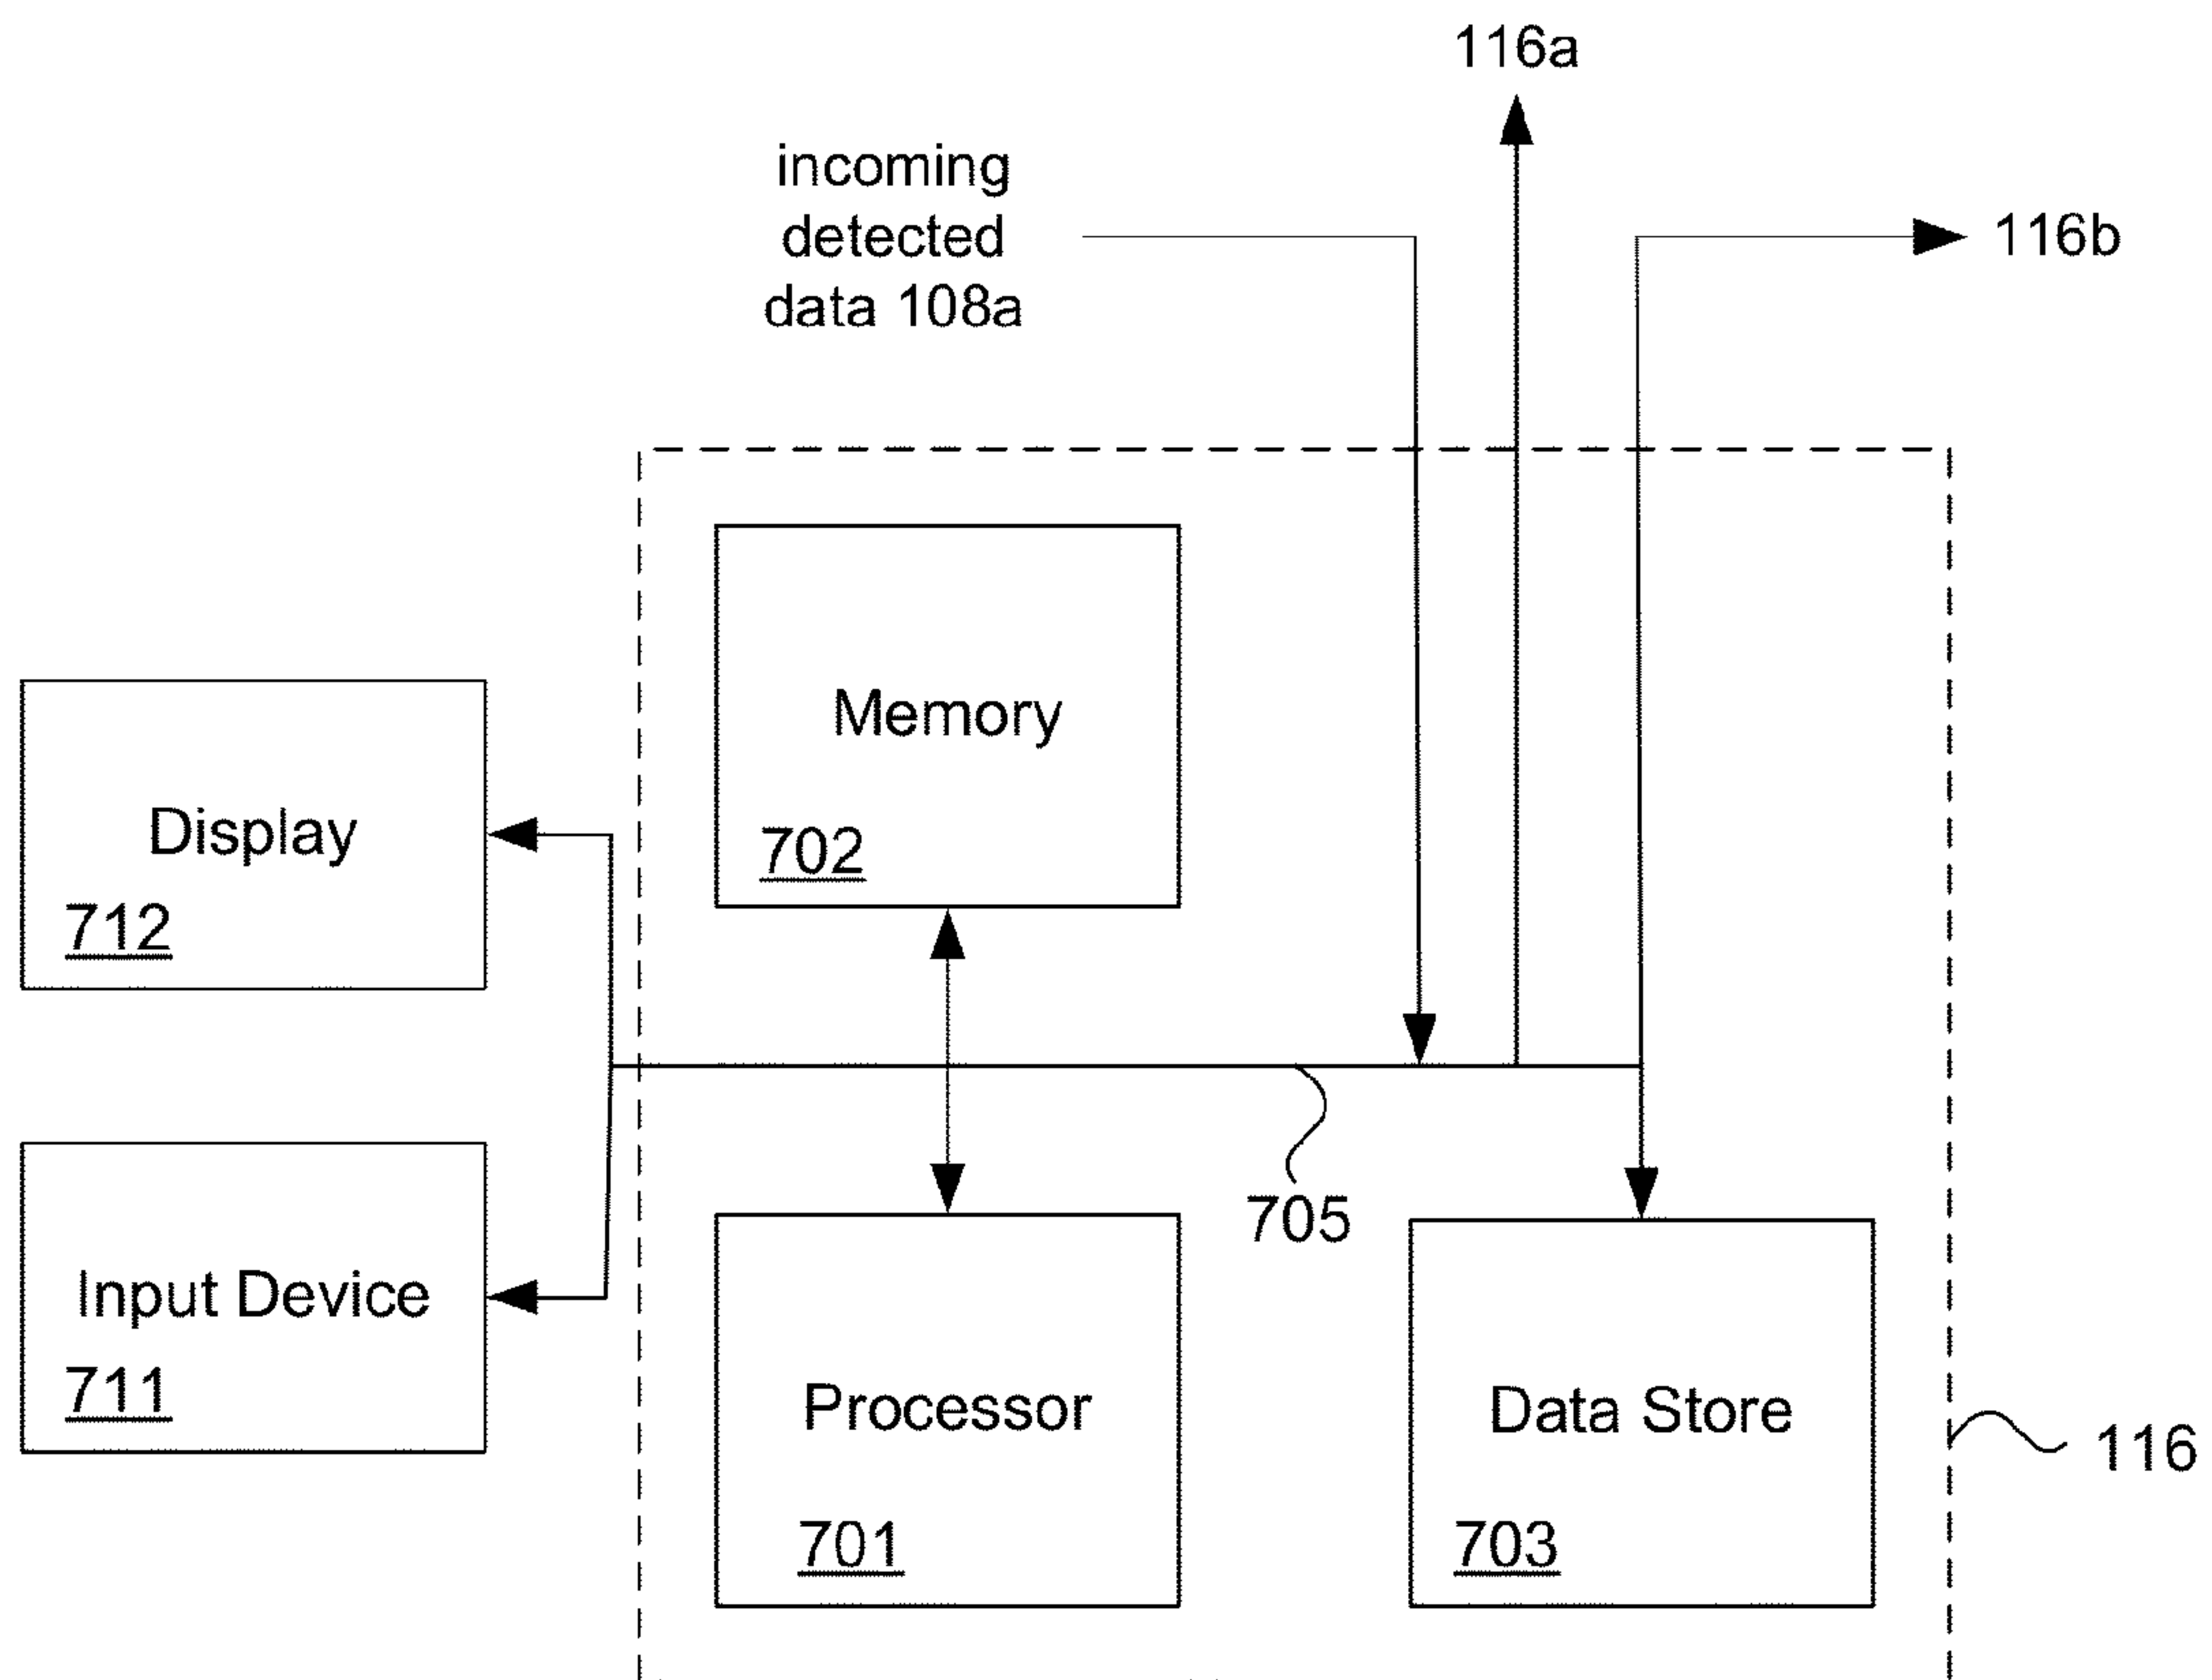 116a
incoming
detected
data 108a
116b
Memory
702
Display
712
705
Input Device
711
Processor
701
Data Store
703
116